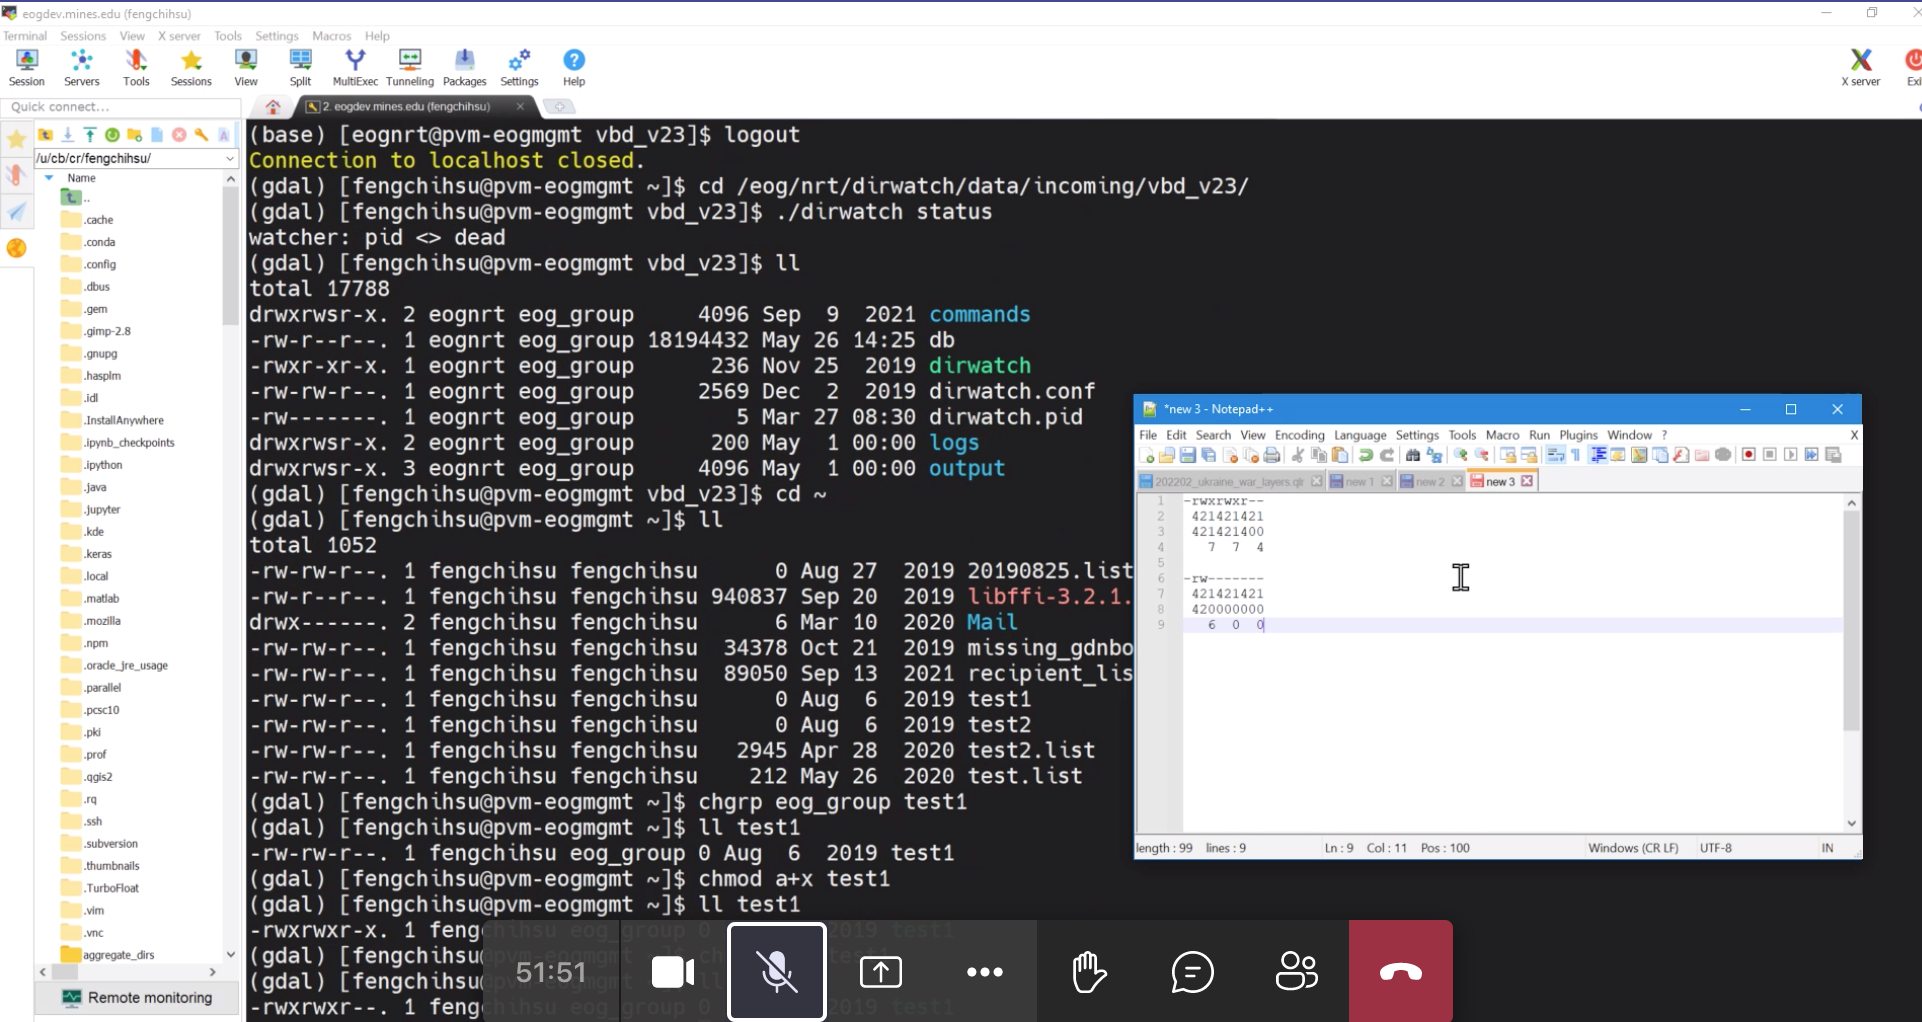 eogdev.mines.edu (fengchihsu)
Terminal Sessions View X server Tools Settings Macros Help
Session Servers Tools Sessions View Split MultiExec Tunneling Packages Settings Help X server Exi
Quick connect... 2. eogdev.mines.edu (fengchihsu)
/u/cb/cr/fengchihsu/
Name
..
.cache
.conda
.config
.dbus
.gem
.gimp-2.8
.gnupg
.hasplm
.idl
.InstallAnywhere
.ipynb_checkpoints
.ipython
.java
.jupyter
.kde
.keras
.local
.matlab
.mozilla
.npm
.oracle_jre_usage
.parallel
.pcsc10
.pki
.prof
.qgis2
.rq
.ssh
.subversion
.thumbnails
.TurboFloat
.vim
.vnc
aggregate_dirs
Remote monitoring
(base) [eognrt@pvm-eogmgmt vbd_v23]$ logout
Connection to localhost closed.
(gdal) [fengchihsu@pvm-eogmgmt ~]$ cd /eog/nrt/dirwatch/data/incoming/vbd_v23/
(gdal) [fengchihsu@pvm-eogmgmt vbd_v23]$ ./dirwatch status
watcher: pid <> dead
(gdal) [fengchihsu@pvm-eogmgmt vbd_v23]$ ll
total 17788
drwxrwsr-x. 2 eognrt eog_group 4096 Sep 9 2021 commands
-rw-r--r--. 1 eognrt eog_group 18194432 May 26 14:25 db
-rwxr-xr-x. 1 eognrt eog_group 236 Nov 25 2019 dirwatch
-rw-rw-r--. 1 eognrt eog_group 2569 Dec 2 2019 dirwatch.conf
-rw-------. 1 eognrt eog_group 5 Mar 27 08:30 dirwatch.pid
drwxrwsr-x. 2 eognrt eog_group 200 May 1 00:00 logs
drwxrwsr-x. 3 eognrt eog_group 4096 May 1 00:00 output
(gdal) [fengchihsu@pvm-eogmgmt vbd_v23]$ cd ~
(gdal) [fengchihsu@pvm-eogmgmt ~]$ ll
total 1052
-rw-rw-r--. 1 fengchihsu fengchihsu 0 Aug 27 2019 20190825.list
-rw-r--r--. 1 fengchihsu fengchihsu 940837 Sep 20 2019 libffi-3.2.1.
drwx------. 2 fengchihsu fengchihsu 6 Mar 10 2020 Mail
-rw-rw-r--. 1 fengchihsu fengchihsu 34378 Oct 21 2019 missing_gdnbo
-rw-rw-r--. 1 fengchihsu fengchihsu 89050 Sep 13 2021 recipient_lis
-rw-rw-r--. 1 fengchihsu fengchihsu 0 Aug 6 2019 test1
-rw-rw-r--. 1 fengchihsu fengchihsu 0 Aug 6 2019 test2
-rw-rw-r--. 1 fengchihsu fengchihsu 2945 Apr 28 2020 test2.list
-rw-rw-r--. 1 fengchihsu fengchihsu 212 May 26 2020 test.list
(gdal) [fengchihsu@pvm-eogmgmt ~]$ chgrp eog_group test1
(gdal) [fengchihsu@pvm-eogmgmt ~]$ ll test1
-rw-rw-r--. 1 fengchihsu eog_group 0 Aug 6 2019 test1
(gdal) [fengchihsu@pvm-eogmgmt ~]$ chmod a+x test1
(gdal) [fengchihsu@pvm-eogmgmt ~]$ ll test1
-rwxrwxr-x. 1 fengchihsu eog_group 0 2019 test1
(gdal) [fengchihsu@pvm
(gdal) [fengchihsu@pvm
-rwxrwxr--. 1 fengchihsu eog_group 0 2019 test1
51:51
*new 3 - Notepad++
File Edit Search View Encoding Language Settings Tools Macro Run Plugins Window ? X
202202_ukraine_war_layers.qlr new 1 new 2 new 3
1 -rwxrwxr--
2 421421421
3 421421400
4 7 7 4
5
6 -rw-------
7 421421421
8 420000000
9 6 0 0
length : 99 lines : 9 Ln : 9 Col : 11 Pos : 100 Windows (CR LF) UTF-8 IN